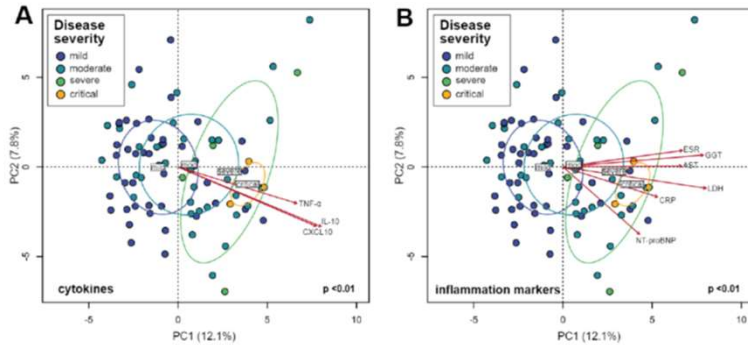 A
Disease
severity
mild
moderate
severe
critical
TNF-α
IL-10
CXCL10
cytokines
p <0.01
PC2 (7.8%)
5
0
-5
-5
0
5
10
PC1 (12.1%)
B
Disease
severity
mild
moderate
severe
critical
ESR
GGT
AST
LDH
CRP
NT-proBNP
inflammation markers
p <0.01
PC2 (7.8%)
5
0
-5
-5
0
5
10
PC1 (12.1%)